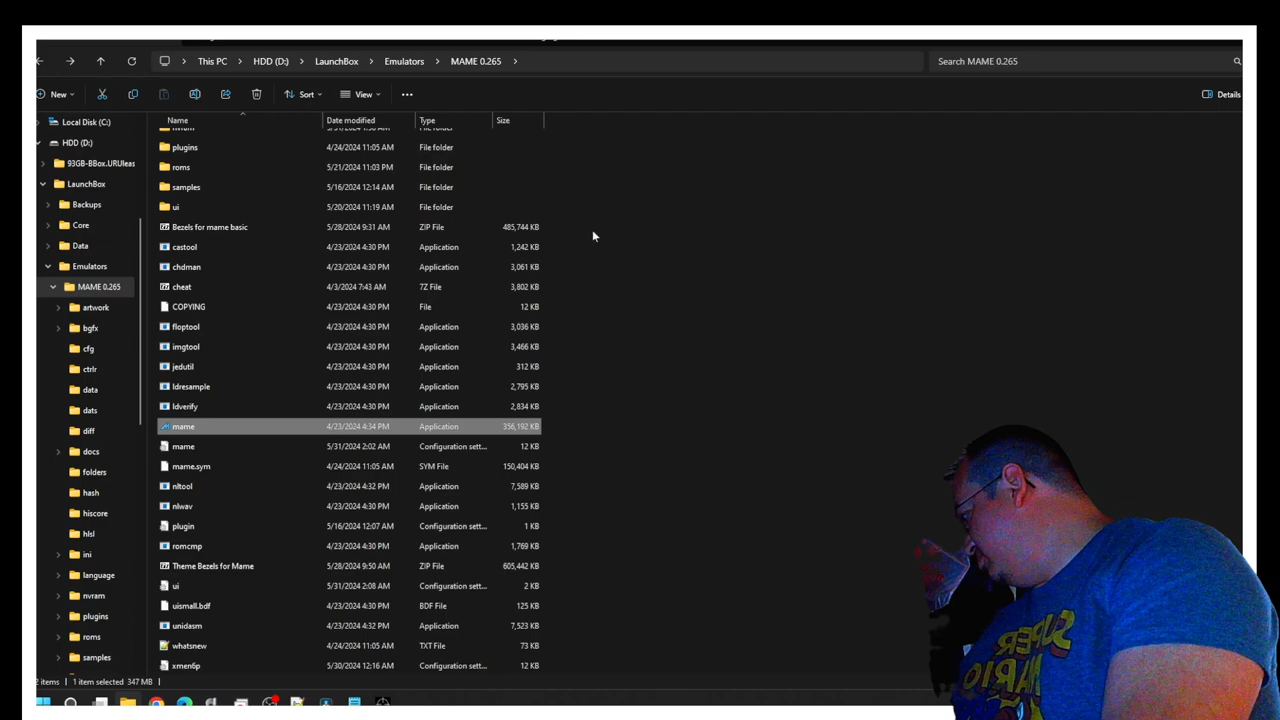 This PC > HDD (D:) > LaunchBox > Emulators > MAME 0.265 >
Search MAME 0.265
New
Sort
View
Details
Name Date modified Type Size
Local Disk (C:)
HDD (D:)
93GB-BBox.URUleas
LaunchBox
Backups
Core
Data
Emulators
MAME 0.265
artwork
bgfx
cfg
ctrlr
data
dats
diff
docs
folders
hash
hiscore
hlsl
ini
language
nvram
plugins
roms
samples
nvram 5/31/2024 1:58 AM File folder
plugins 4/24/2024 11:05 AM File folder
roms 5/21/2024 11:03 PM File folder
samples 5/16/2024 12:14 AM File folder
ui 5/20/2024 11:19 AM File folder
Bezels for mame basic 5/28/2024 9:31 AM ZIP File 485,744 KB
castool 4/23/2024 4:30 PM Application 1,242 KB
chdman 4/23/2024 4:30 PM Application 3,061 KB
cheat 4/3/2024 7:43 AM 7Z File 3,802 KB
COPYING 4/23/2024 4:30 PM File 12 KB
floptool 4/23/2024 4:30 PM Application 3,036 KB
imgtool 4/23/2024 4:30 PM Application 3,466 KB
jedutil 4/23/2024 4:30 PM Application 312 KB
ldresample 4/23/2024 4:30 PM Application 2,795 KB
ldverify 4/23/2024 4:30 PM Application 2,834 KB
mame 4/23/2024 4:34 PM Application 356,192 KB
mame 5/31/2024 2:02 AM Configuration sett... 12 KB
mame.sym 4/24/2024 11:05 AM SYM File 150,404 KB
nltool 4/23/2024 4:32 PM Application 7,589 KB
nlwav 4/23/2024 4:30 PM Application 1,155 KB
plugin 5/16/2024 12:07 AM Configuration sett... 1 KB
romcmp 4/23/2024 4:30 PM Application 1,769 KB
Theme Bezels for Mame 5/28/2024 9:50 AM ZIP File 605,442 KB
ui 5/31/2024 2:08 AM Configuration sett... 2 KB
uismall.bdf 4/23/2024 4:30 PM BDF File 125 KB
unidasm 4/23/2024 4:32 PM Application 7,523 KB
whatsnew 4/24/2024 11:05 AM TXT File 73 KB
xmen6p 5/30/2024 12:16 AM Configuration sett... 12 KB
2 items 1 item selected 347 MB
SUPER
MARIO